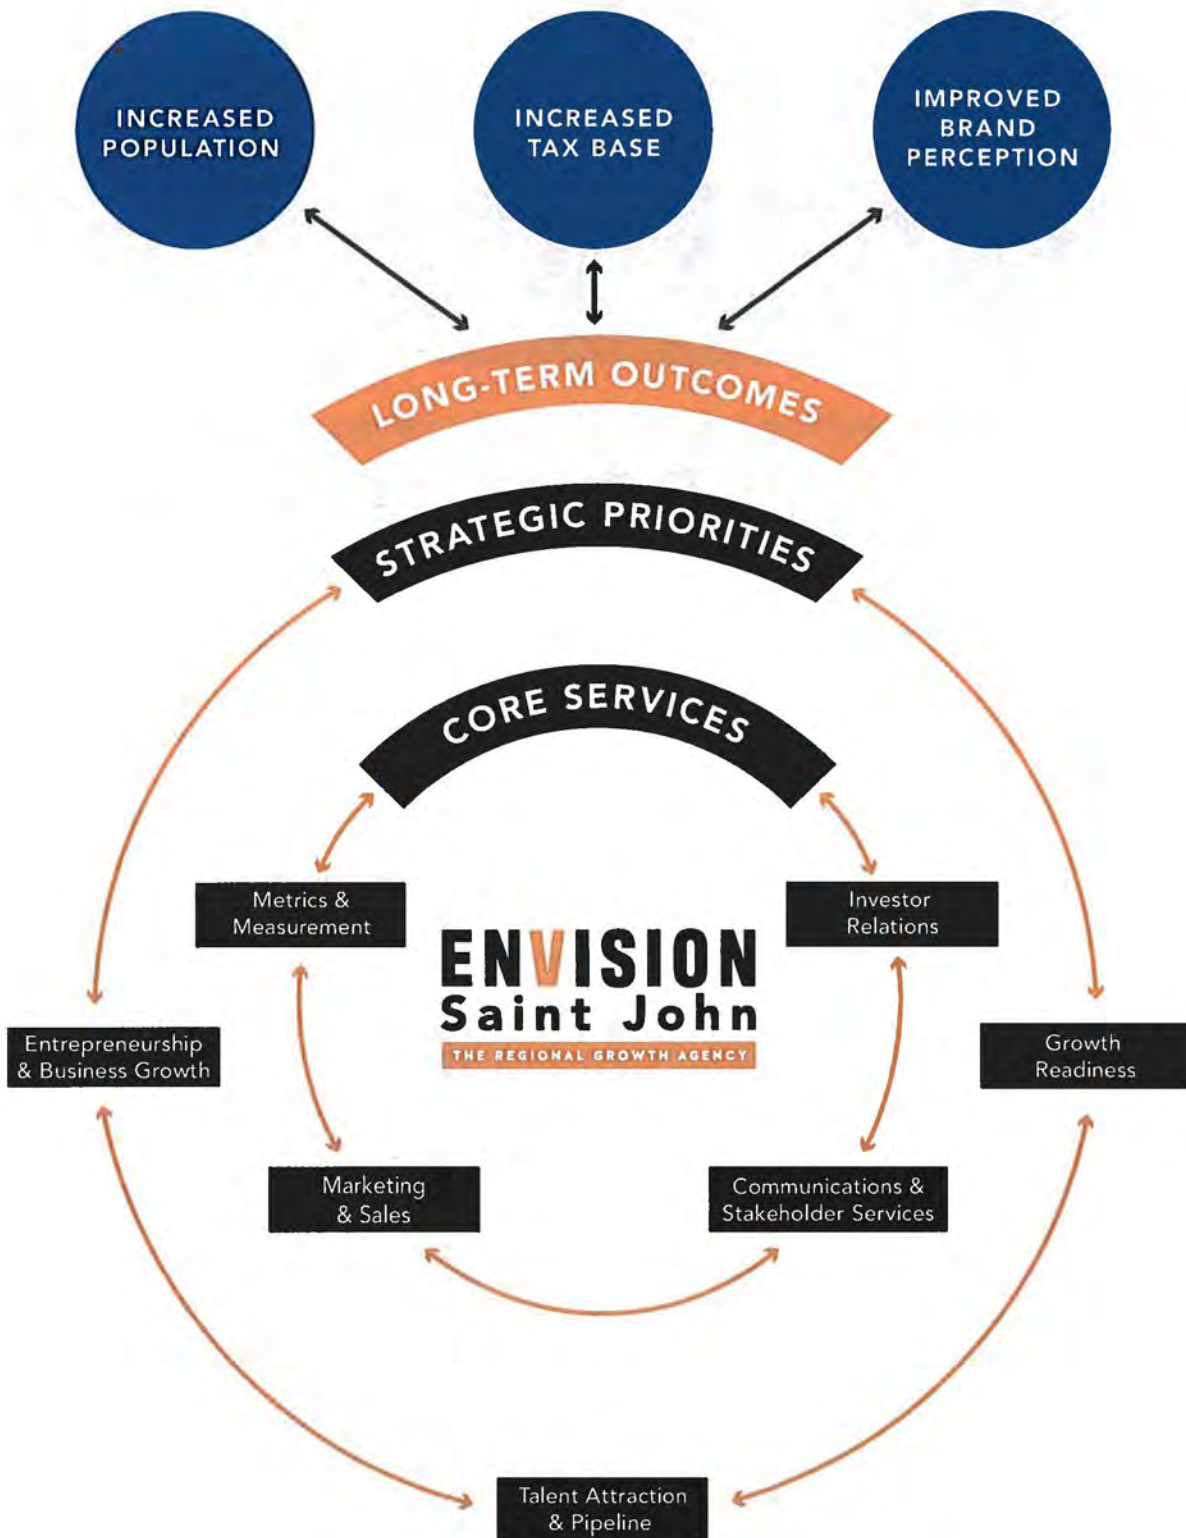 INCREASED
POPULATION
INCREASED
TAX BASE
IMPROVED
BRAND
PERCEPTION
LONG-TERM OUTCOMES
STRATEGIC PRIORITIES
CORE SERVICES
Metrics &
Measurement
Investor
Relations
ENVISION
Saint John
THE REGIONAL GROWTH AGENCY
Entrepreneurship
& Business Growth
Growth
Readiness
Marketing
& Sales
Communications &
Stakeholder Services
Talent Attraction
& Pipeline